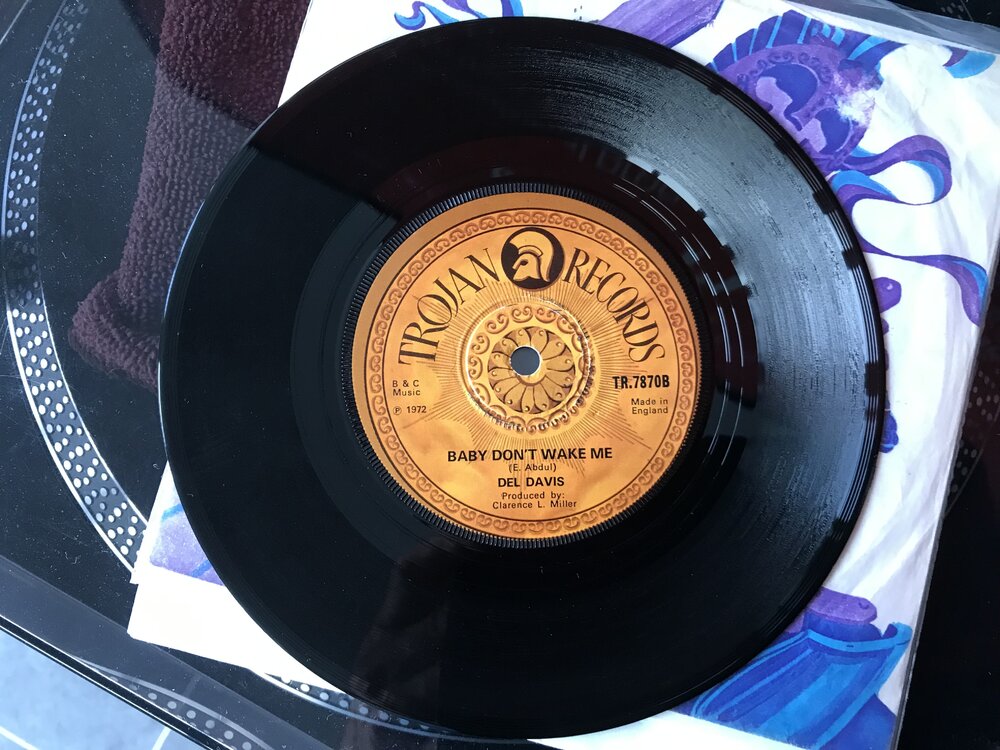 TROJAN RECORDS
B & C
Music
℗ 1972
TR.7870B
Made in
England
BABY DON'T WAKE ME
(E. Abdul)
DEL DAVIS
Produced by:
Clarence L. Miller